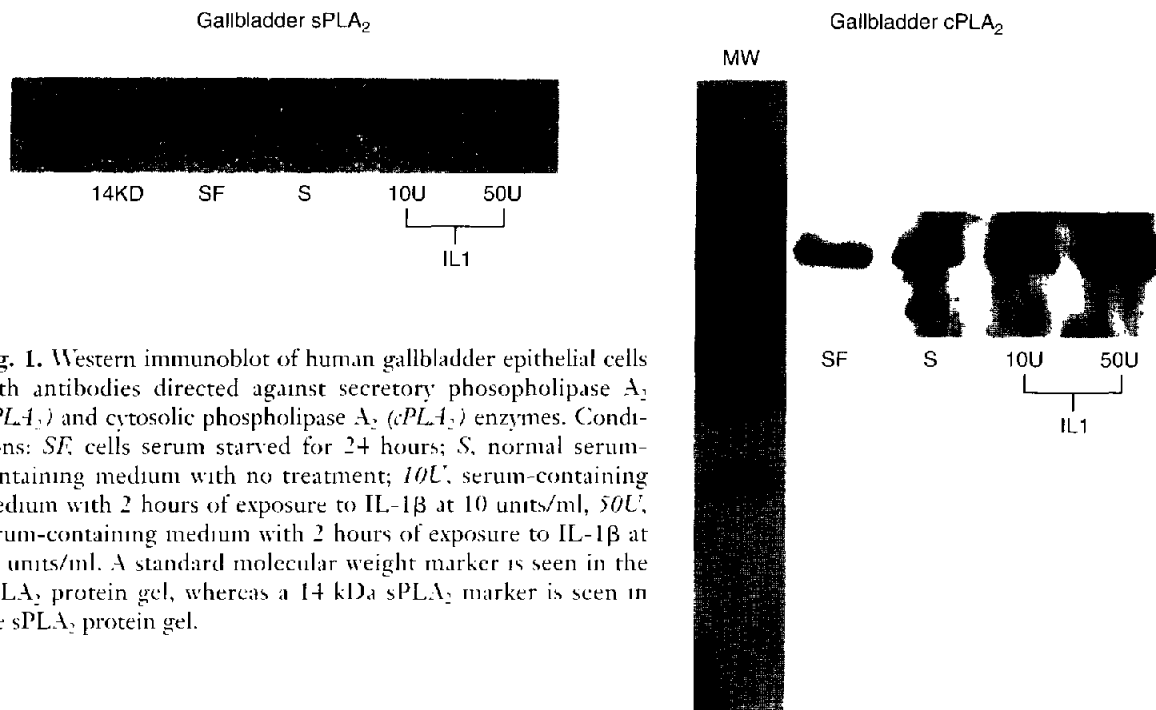 Gallbladder sPLA₂
14KD SF S 10U 50U
IL1
Gallbladder cPLA₂
MW
SF S 10U 50U
IL1
g. 1. Western immunoblot of human gallbladder epithelial cells
th antibodies directed against secretory phosopholipase A₂
PLA₂) and cytosolic phospholipase A₂ (cPLA₂) enzymes. Condi-
ons: SF, cells serum starved for 24 hours; S, normal serum-
ntaining medium with no treatment; 10U, serum-containing
edium with 2 hours of exposure to IL-1β at 10 units/ml, 50U,
rum-containing medium with 2 hours of exposure to IL-1β at
units/ml. A standard molecular weight marker is seen in the
LA₂ protein gel, whereas a 14 kDa sPLA₂ marker is seen in
e sPLA₂ protein gel.